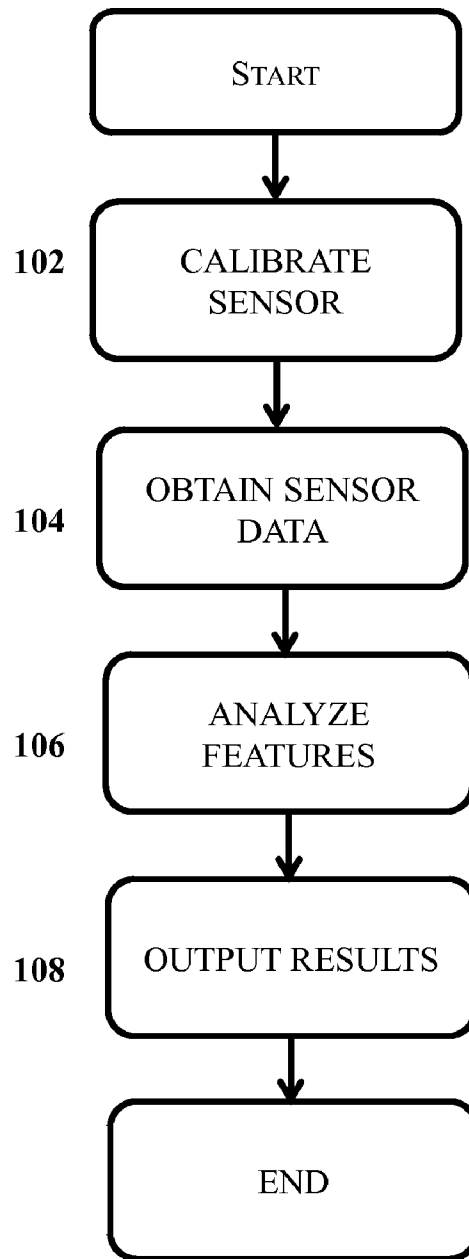 START
102
CALIBRATE
SENSOR
104
OBTAIN SENSOR
DATA
106
ANALYZE
FEATURES
108
OUTPUT RESULTS
END